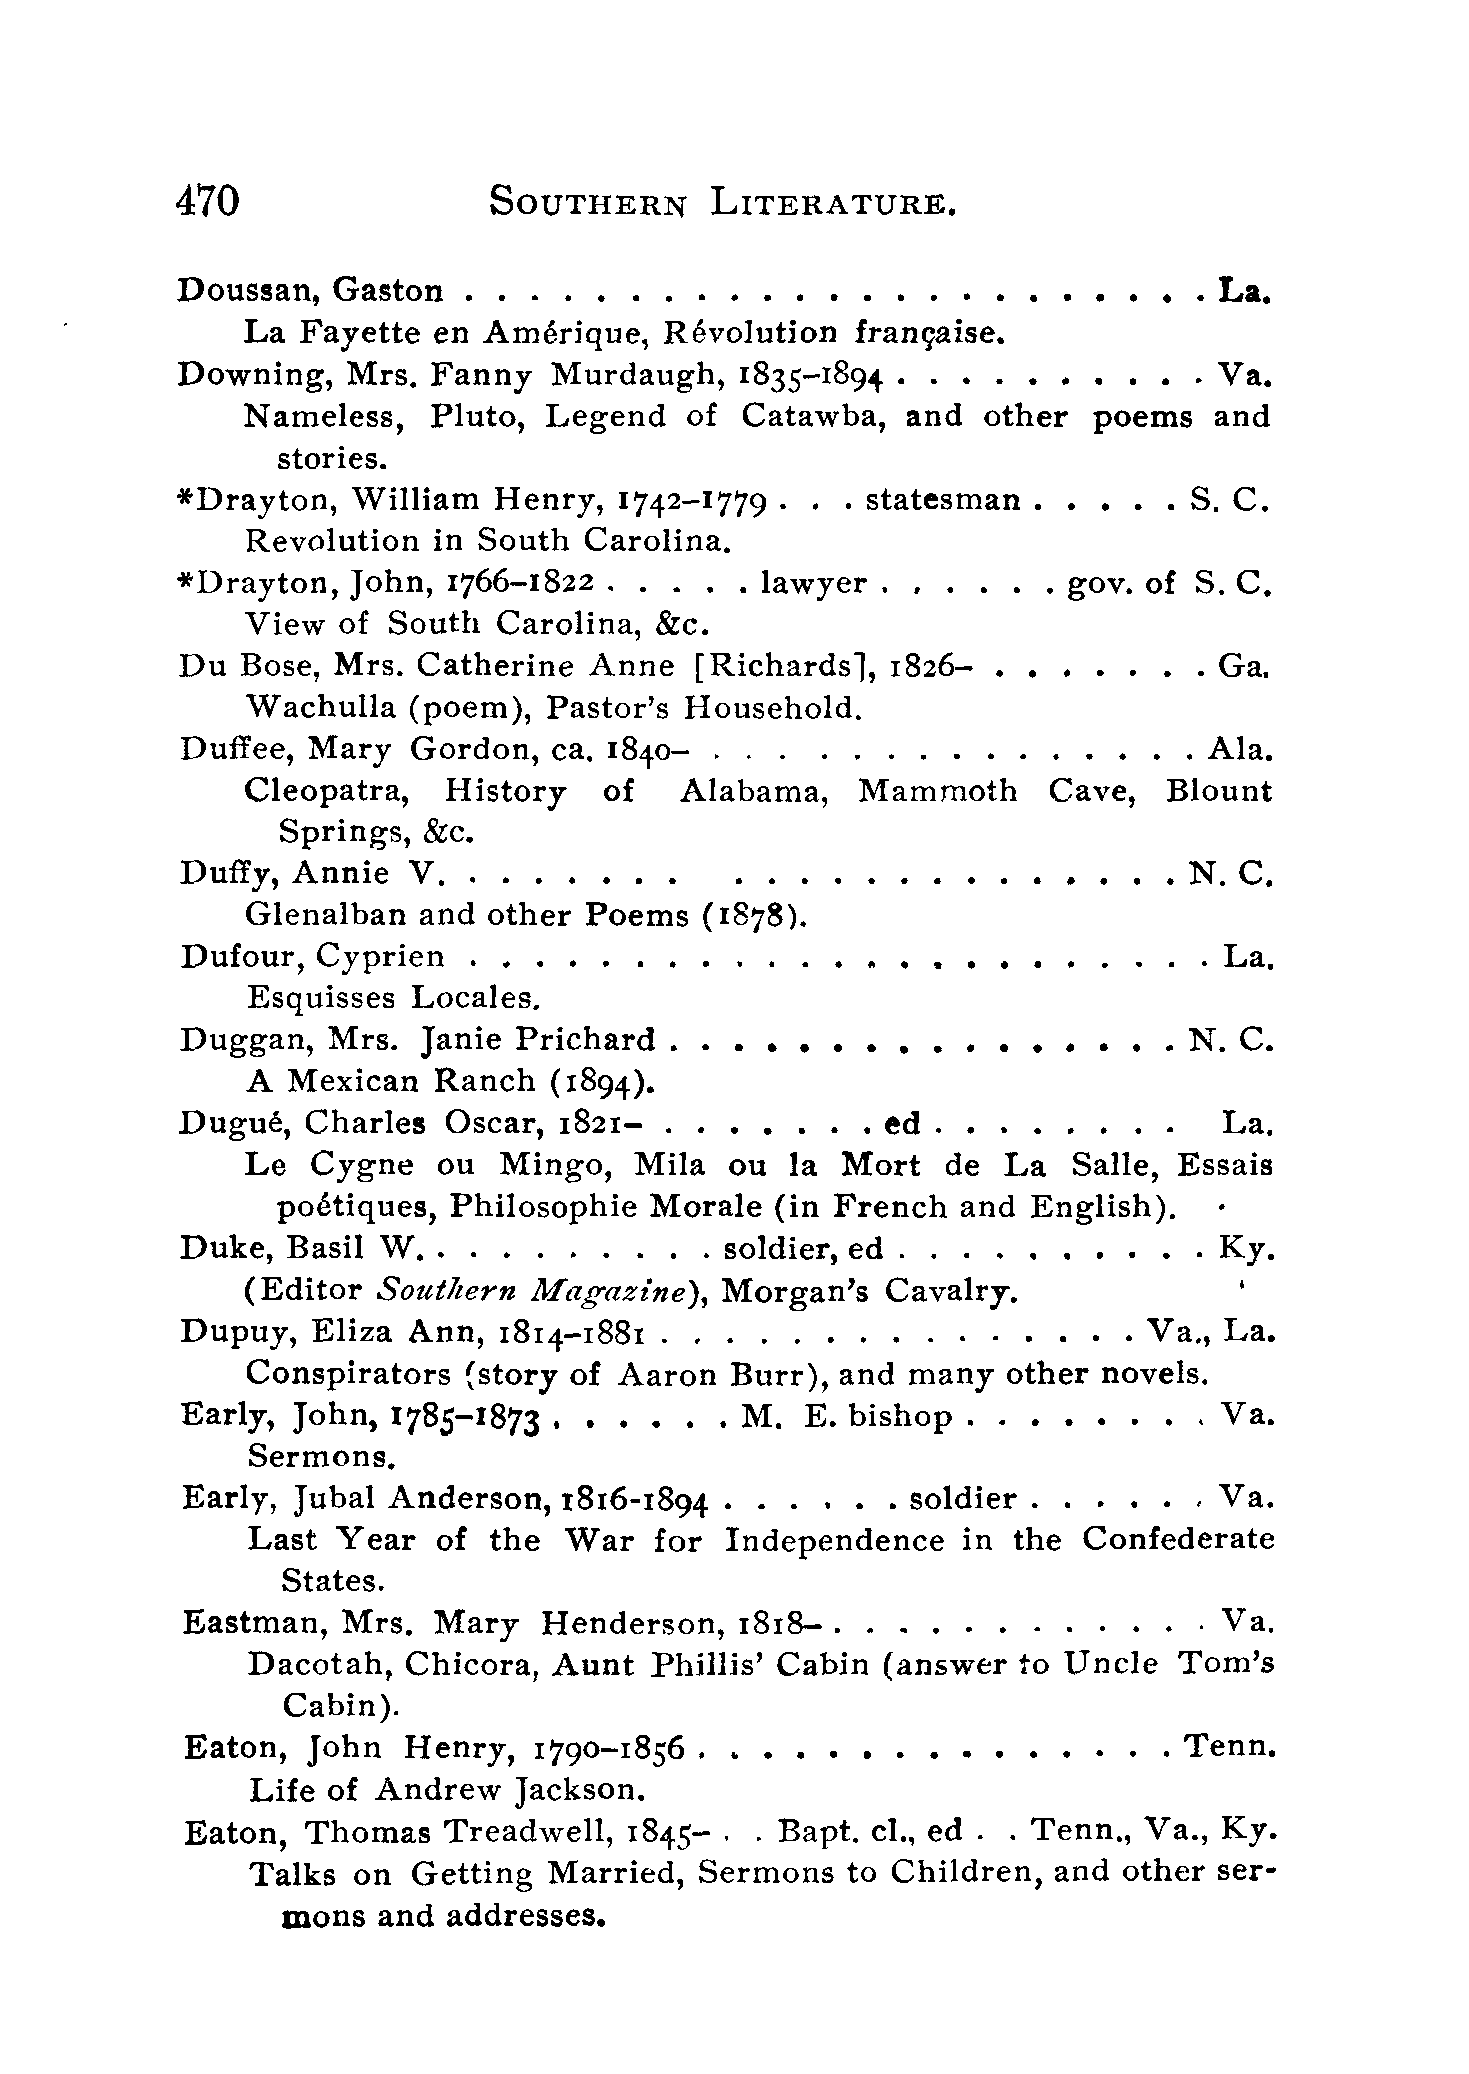 470 SOUTHERN LITERATURE.
Doussan, Gaston . . . . . . . . . . . . . . . . . . . . . . . La.
La Fayette en Amérique, Révolution française.
Downing, Mrs. Fanny Murdaugh, 1835–1894 . . . . . . . . . . Va.
Nameless, Pluto, Legend of Catawba, and other poems and
stories.
*Drayton, William Henry, 1742–1779 . . . statesman . . . . . S. C.
Revolution in South Carolina.
*Drayton, John, 1766–1822 . . . . . lawyer . . . . . . gov. of S. C.
View of South Carolina, &c.
Du Bose, Mrs. Catherine Anne [Richards], 1826– . . . . . . . Ga.
Wachulla (poem), Pastor's Household.
Duffee, Mary Gordon, ca. 1840– . . . . . . . . . . . . . . . Ala.
Cleopatra, History of Alabama, Mammoth Cave, Blount
Springs, &c.
Duffy, Annie V. . . . . . . . . . . . . . . . . . . . . . . N. C.
Glenalban and other Poems (1878).
Dufour, Cyprien . . . . . . . . . . . . . . . . . . . . . . . La.
Esquisses Locales.
Duggan, Mrs. Janie Prichard . . . . . . . . . . . . . . . . N. C.
A Mexican Ranch (1894).
Dugué, Charles Oscar, 1821– . . . . . . . ed . . . . . . . . La.
Le Cygne ou Mingo, Mila ou la Mort de La Salle, Essais
poétiques, Philosophie Morale (in French and English).
Duke, Basil W. . . . . . . . . . soldier, ed . . . . . . . . . . Ky.
(Editor Southern Magazine), Morgan's Cavalry.
Dupuy, Eliza Ann, 1814–1881 . . . . . . . . . . . . . . . Va., La.
Conspirators (story of Aaron Burr), and many other novels.
Early, John, 1785–1873 . . . . . . M. E. bishop . . . . . . . . Va.
Sermons.
Early, Jubal Anderson, 1816-1894 . . . . . . soldier . . . . . . Va.
Last Year of the War for Independence in the Confederate
States.
Eastman, Mrs. Mary Henderson, 1818– . . . . . . . . . . . . Va.
Dacotah, Chicora, Aunt Phillis' Cabin (answer to Uncle Tom's
Cabin).
Eaton, John Henry, 1790–1856 . . . . . . . . . . . . . . . Tenn.
Life of Andrew Jackson.
Eaton, Thomas Treadwell, 1845– . . Bapt. cl., ed . . Tenn., Va., Ky.
Talks on Getting Married, Sermons to Children, and other ser-
mons and addresses.